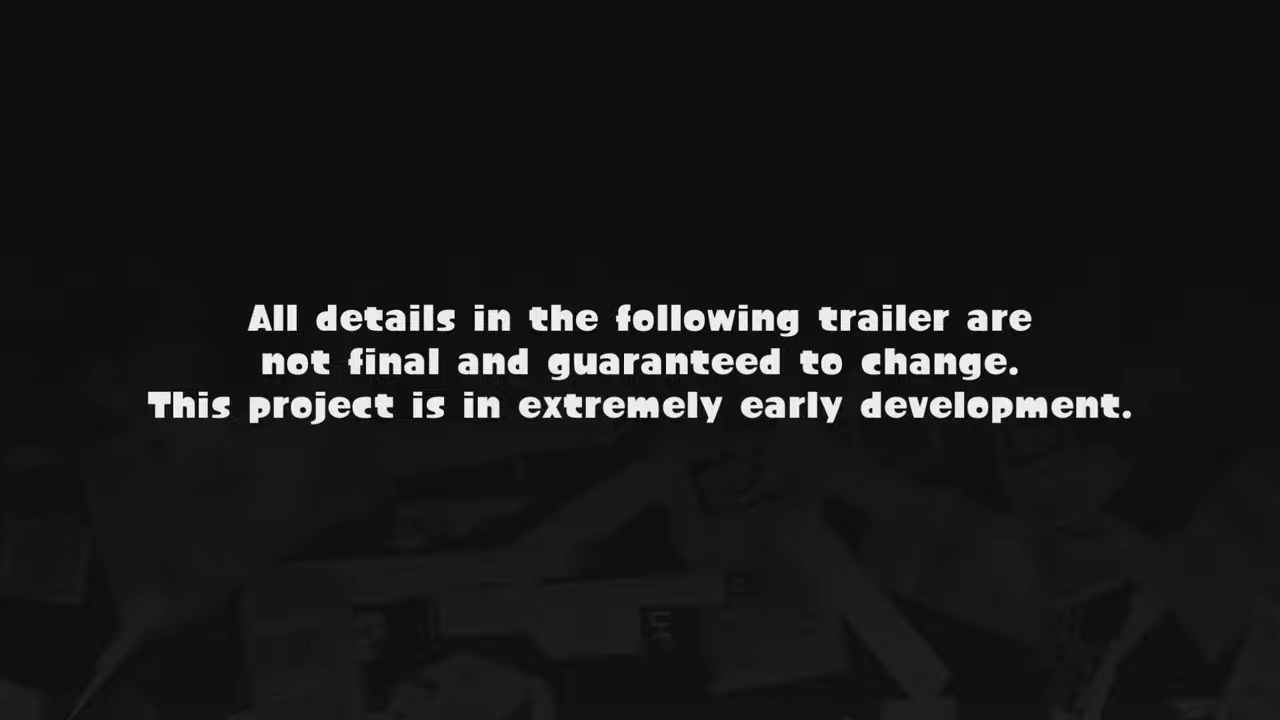 All details in the following trailer are
not final and guaranteed to change.
This project is in extremely early development.